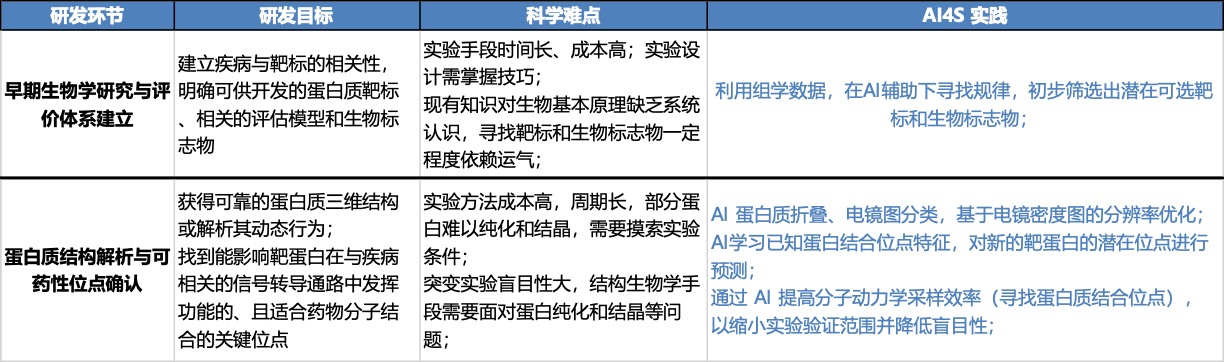 研发环节
研发目标
科学难点
AI4S 实践
早期生物学研究与评
价体系建立
建立疾病与靶标的相关性，
明确可供开发的蛋白质靶标
、相关的评估模型和生物标
志物
实验手段时间长、成本高；实验设
计需掌握技巧；
现有知识对生物基本原理缺乏系统
认识，寻找靶标和生物标志物一定
程度依赖运气；
利用组学数据，在AI辅助下寻找规律，初步筛选出潜在可选靶
标和生物标志物；
蛋白质结构解析与可
药性位点确认
获得可靠的蛋白质三维结构
或解析其动态行为；
找到能影响靶蛋白在与疾病
相关的信号转导通路中发挥
功能的、且适合药物分子结
合的关键位点
实验方法成本高，周期长，部分蛋
白难以纯化和结晶，需要摸索实验
条件；
突变实验盲目性大，结构生物学手
段需要面对蛋白纯化和结晶等问
题；
AI 蛋白质折叠、电镜图分类，基于电镜密度图的分辨率优化；
AI学习已知蛋白结合位点特征，对新的靶蛋白的潜在位点进行
预测；
通过 AI 提高分子动力学采样效率（寻找蛋白质结合位点），
以缩小实验验证范围并降低盲目性；